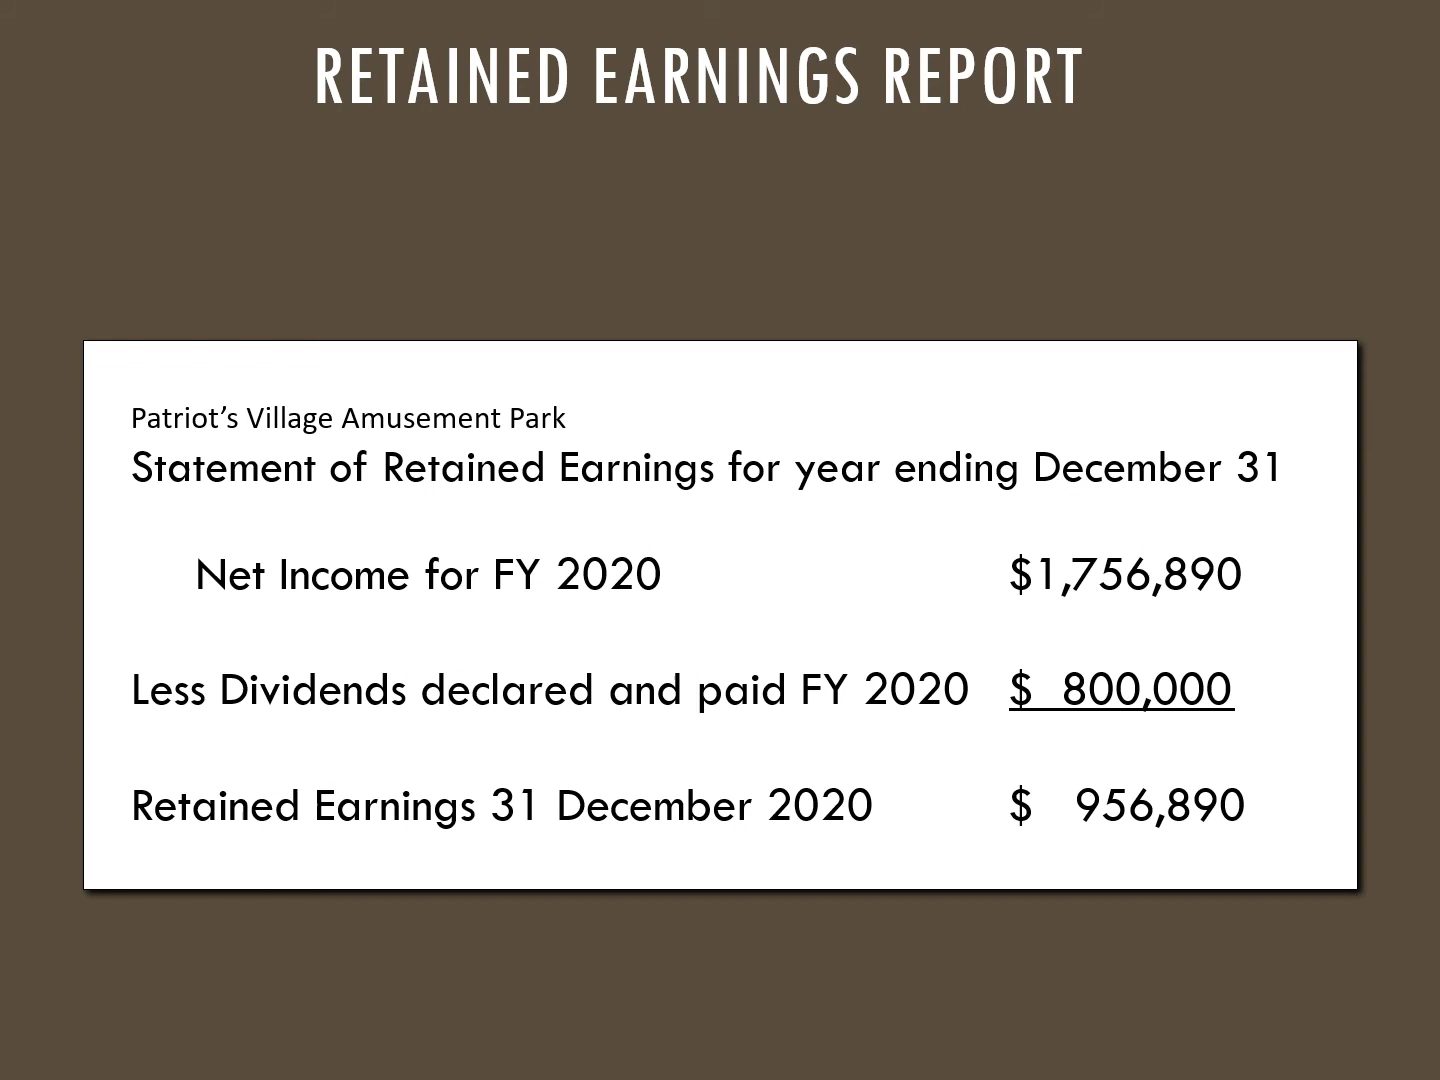 RETAINED EARNINGS REPORT
Patriot’s Village Amusement Park
Statement of Retained Earnings for year ending December 31
Net Income for FY 2020 $1,756,890
Less Dividends declared and paid FY 2020 $ 800,000
Retained Earnings 31 December 2020 $ 956,890